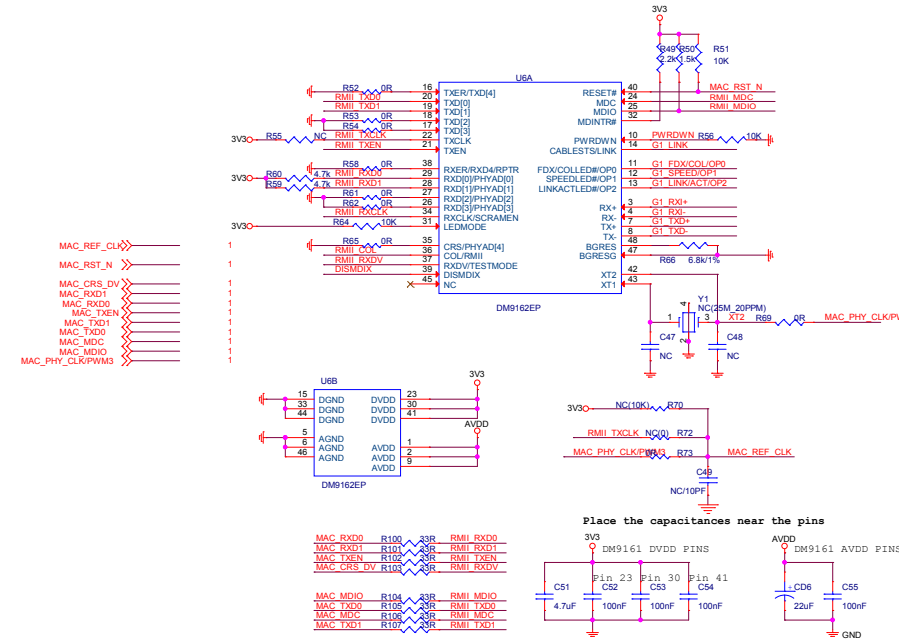 3V3
R49 R50 R51
2.2k 1.5k 10K
U6A
R52 0R 16 TXER/TXD[4] RESET# 40 MAC_RST_N
RMII_TXD0 20 TXD[0] MDC 24 RMII_MDC
RMII_TXD1 19 TXD[1] MDIO 25 RMII_MDIO
R53 0R 18 TXD[2] MDINTR# 32
R54 0R 17 TXD[3]
3V3 R55 NC RMII_TXCLK 22 TXCLK PWRDWN 10 PWRDWN R56 10K
RMII_TXEN 21 TXEN CABLESTS/LINK 14 G1_LINK
R58 0R 38 RXER/RXD4/RPTR FDX/COLLED#/OP0 11 G1_FDX/COL/OP0
3V3 R60 4.7k RMII_RXD0 29 RXD[0]/PHYAD[0] SPEEDLED#/OP1 12 G1_SPEED/OP1
R59 4.7k RMII_RXD1 28 RXD[1]/PHYAD[1] LINKACTLED#/OP2 13 G1_LINK/ACT/OP2
R61 0R 27 RXD[2]/PHYAD[2]
R62 0R 26 RXD[3]/PHYAD[3] RX+ 3 G1_RXI+
RMII_RXCLK 34 RXCLK/SCRAMEN RX- 4 G1_RXI-
3V3 R64 10K 31 LEDMODE TX+ 7 G1_TXD+
TX- 8 G1_TXD-
R65 0R 35 CRS/PHYAD[4] BGRES 48
RMII_COL 36 COL/RMII BGRESG 47
RMII_RXDV 37 RXDV/TESTMODE R66 6.8k/1%
DISMDIX 39 DISMDIX XT2 42
45 NC XT1 43
DM9162EP
MAC_REF_CLK 1
MAC_RST_N 1
MAC_CRS_DV 1
MAC_RXD1 1
MAC_RXD0 1
MAC_TXEN 1
MAC_TXD1 1
MAC_TXD0 1
MAC_MDC 1
MAC_MDIO 1
MAC_PHY_CLK/PWM3 1
Y1
NC(25M_20PPM)
4
1 3 XT2 R69 0R MAC_PHY_CLK/PW
2
C47 C48
NC NC
U6B
3V3
15 DGND DVDD 23
33 DGND DVDD 30
44 DGND DVDD 41
AVDD
5 AGND
6 AGND AVDD 1
46 AGND AVDD 2
AVDD 9
DM9162EP
3V3 NC(10K) R70
RMII_TXCLK NC(0) R72
MAC_PHY_CLK/PWM3 0R R73 MAC_REF_CLK
C49
NC/10PF
Place the capacitances near the pins
MAC_RXD0 R100 33R RMII_RXD0
MAC_RXD1 R101 33R RMII_RXD1
MAC_TXEN R102 33R RMII_TXEN
MAC_CRS_DV R103 33R RMII_RXDV
MAC_MDIO R104 33R RMII_MDIO
MAC_TXD0 R105 33R RMII_TXD0
MAC_MDC R106 33R RMII_MDC
MAC_TXD1 R107 33R RMII_TXD1
3V3 DM9161 DVDD PINS
Pin 23 Pin 30 Pin 41
C51 C52 C53 C54
4.7uF 100nF 100nF 100nF
AVDD DM9161 AVDD PINS
+ CD6 C55
22uF 100nF
GND